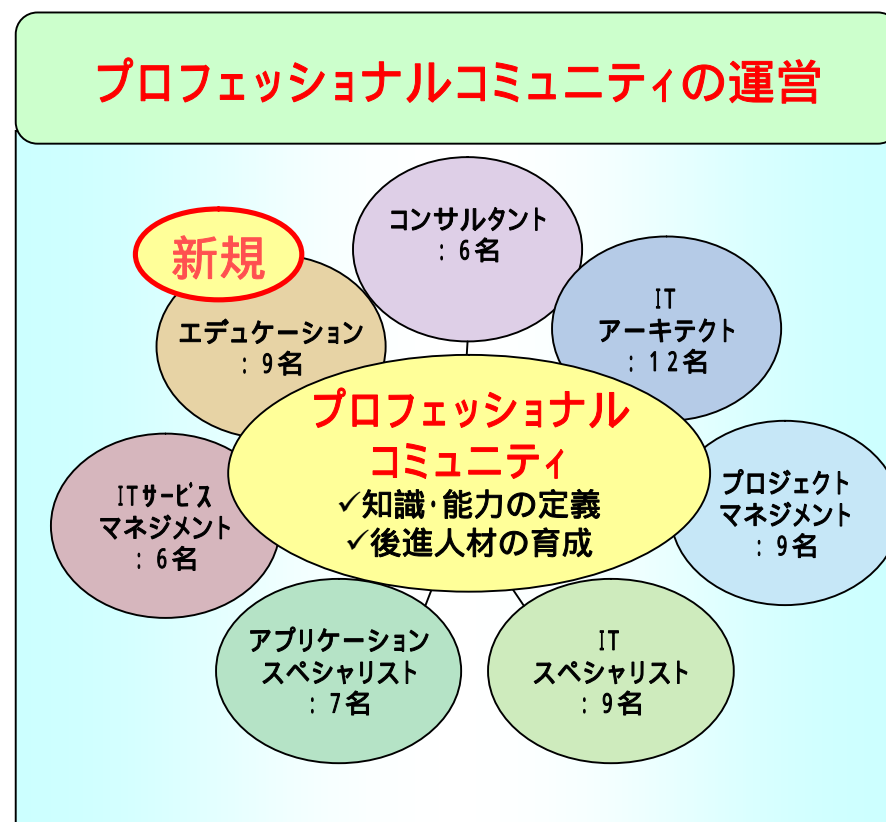 プロフェッショナルコミュニティの運営
コンサルタント
:6名
新規
エデュケーション
:9名
IT
アーキテクト
:12名
プロフェッショナル
コミュニティ
✓知識・能力の定義
✓後進人材の育成
ITサービス
マネジメント
:6名
プロジェクト
マネジメント
:9名
アプリケーション
スペシャリスト
:7名
IT
スペシャリスト
:9名